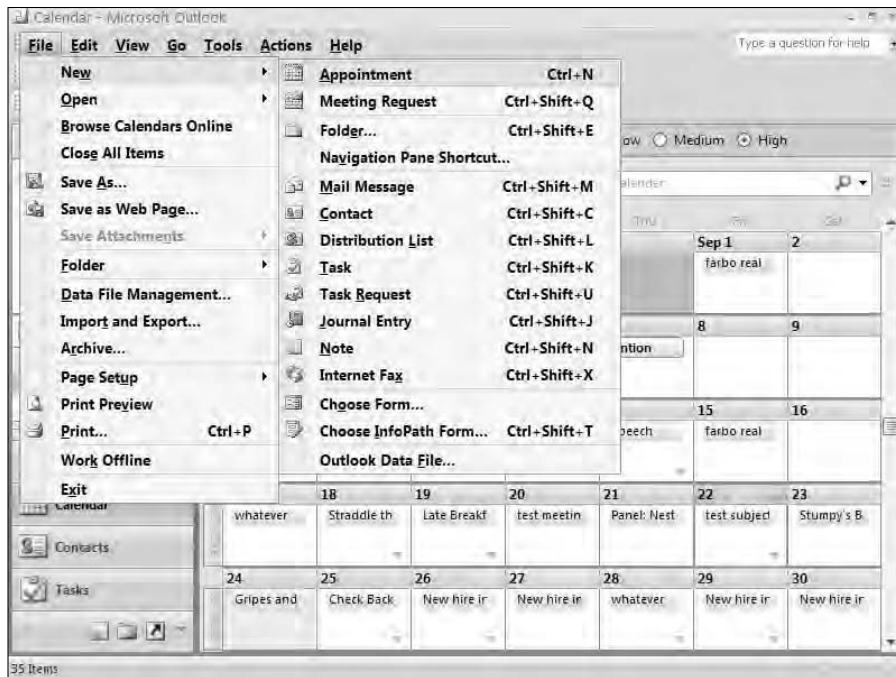 Calendar - Microsoft Outlook
File Edit View Go Tools Actions Help
Type a question for help
New
Open
Browse Calendars Online
Close All Items
Save As...
Save as Web Page...
Save Attachments
Folder
Data File Management...
Import and Export...
Archive...
Page Setup
Print Preview
Print... Ctrl+P
Work Offline
Exit
Appointment Ctrl+N
Meeting Request Ctrl+Shift+Q
Folder... Ctrl+Shift+E
Navigation Pane Shortcut...
Mail Message Ctrl+Shift+M
Contact Ctrl+Shift+C
Distribution List Ctrl+Shift+L
Task Ctrl+Shift+K
Task Request Ctrl+Shift+U
Journal Entry Ctrl+Shift+J
Note Ctrl+Shift+N
Internet Fax Ctrl+Shift+X
Choose Form...
Choose InfoPath Form... Ctrl+Shift+T
Outlook Data File...
ow Medium High
alendar
Thu Fri Sat
Sep 1 2
farbo real
8 9
ntion
15 16
peech farbo real
18 19 20 21 22 23
whatever Straddle th Late Breakf test meetin Panel: Nest test subject Stumpy's B
24 25 26 27 28 29 30
Gripes and Check Back New hire ir New hire ir whatever New hire ir New hire ir
Calendar
Contacts
Tasks
35 Items